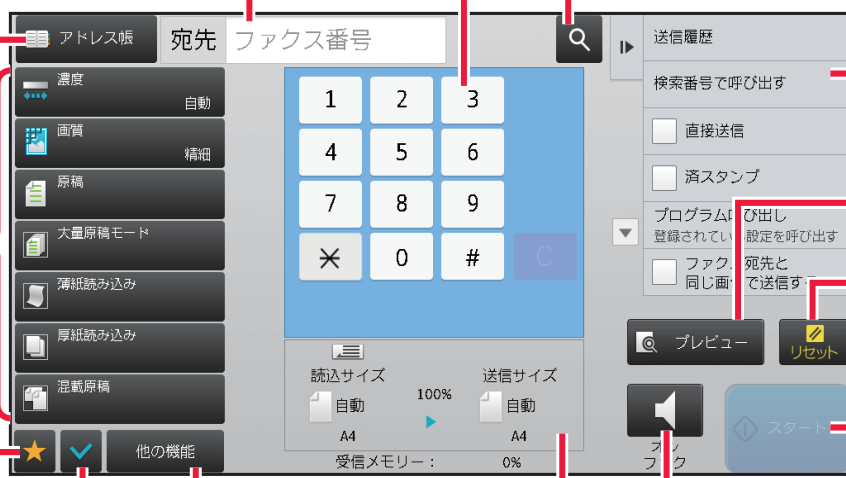 アドレス帳
宛先
ファクス番号
濃度
自動
画質
精細
原稿
大量原稿モード
薄紙読み込み
厚紙読み込み
混載原稿
他の機能
1 2 3
4 5 6
7 8 9
0 # C
読込サイズ
自動
A4
100%
送信サイズ
自動
A4
受信メモリー： 0%
送信履歴
検索番号で呼び出す
直接送信
済スタンプ
プログラム呼び出し
登録されている設定を呼び出す
ファクス宛先と
同じ画面で送信する
プレビュー
リセット
オン
フック
スタート